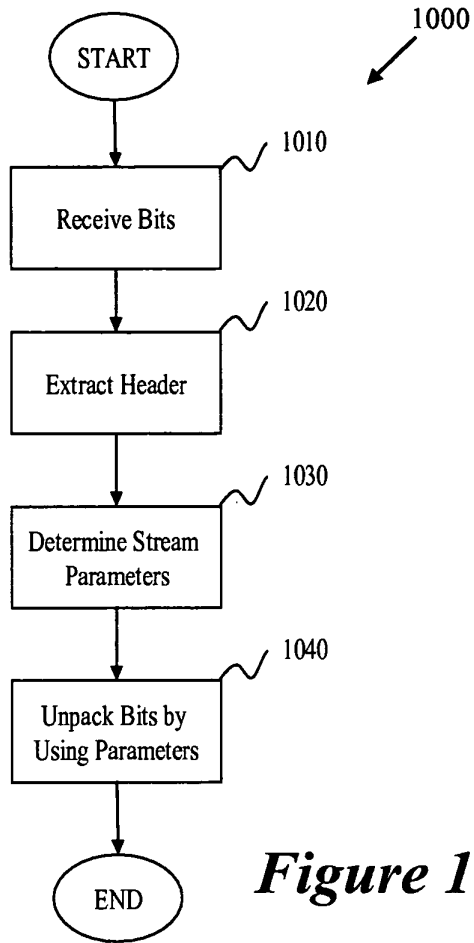 1000
START
1010
Receive Bits
1020
Extract Header
1030
Determine Stream
Parameters
1040
Unpack Bits by
Using Parameters
END
Figure 1